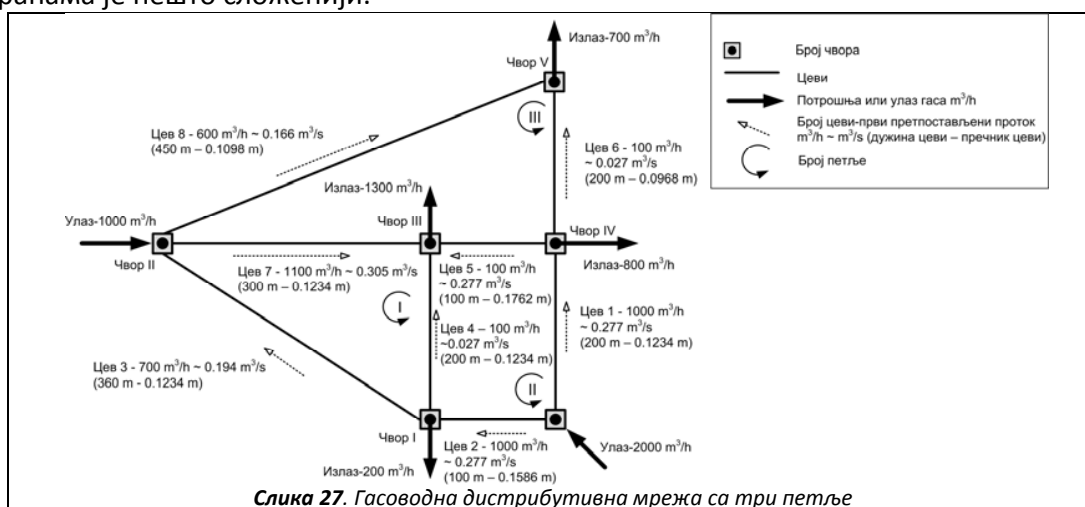 ранама је нешто сложенији.
Излаз-700 m³/h
Чвор V
III
Цев 8 - 600 m³/h ~ 0.166 m³/s
(450 m – 0.1098 m)
Цев 6 - 100 m³/h
~ 0.027 m³/s
(200 m – 0.0968 m)
Излаз-1300 m³/h
Улаз-1000 m³/h
Чвор III
Чвор IV
Чвор II
Излаз-800 m³/h
Цев 7 - 1100 m³/h ~ 0.305 m³/s
(300 m – 0.1234 m)
Цев 5 - 100 m³/h
~ 0.277 m³/s
(100 m – 0.1762 m)
I
Цев 4 – 100 m³/h
~0.027 m³/s
(200 m – 0.1234 m)
Цев 1 - 1000 m³/h
~ 0.277 m³/s
(200 m – 0.1234 m)
Цев 3 - 700 m³/h ~ 0.194 m³/s
(360 m - 0.1234 m)
II
Чвор I
Цев 2 - 1000 m³/h
~ 0.277 m³/s
(100 m – 0.1586 m)
Улаз-2000 m³/h
Излаз-200 m³/h
Број чвора
Цеви
Потрошња или улаз гаса m³/h
Број цеви-први претпостављени проток
m³/h ~ m³/s (дужина цеви – пречник цеви)
Број петље
Слика 27. Гасоводна дистрибутивна мрежа са три петље